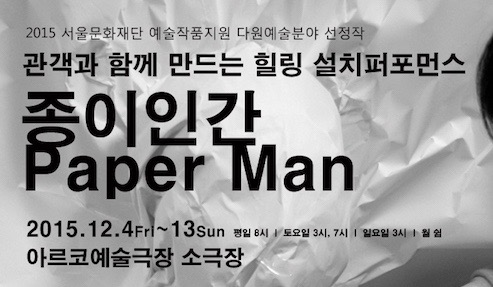 2015 서울문화재단 예술작품지원 다원예술분야 선정작
관객과 함께 만드는 힐링 설치퍼포먼스
종이인간
Paper Man
2015.12.4Fri~13Sun 평일 8시 | 토요일 3시, 7시 | 일요일 3시 | 월 쉼
아르코예술극장 소극장